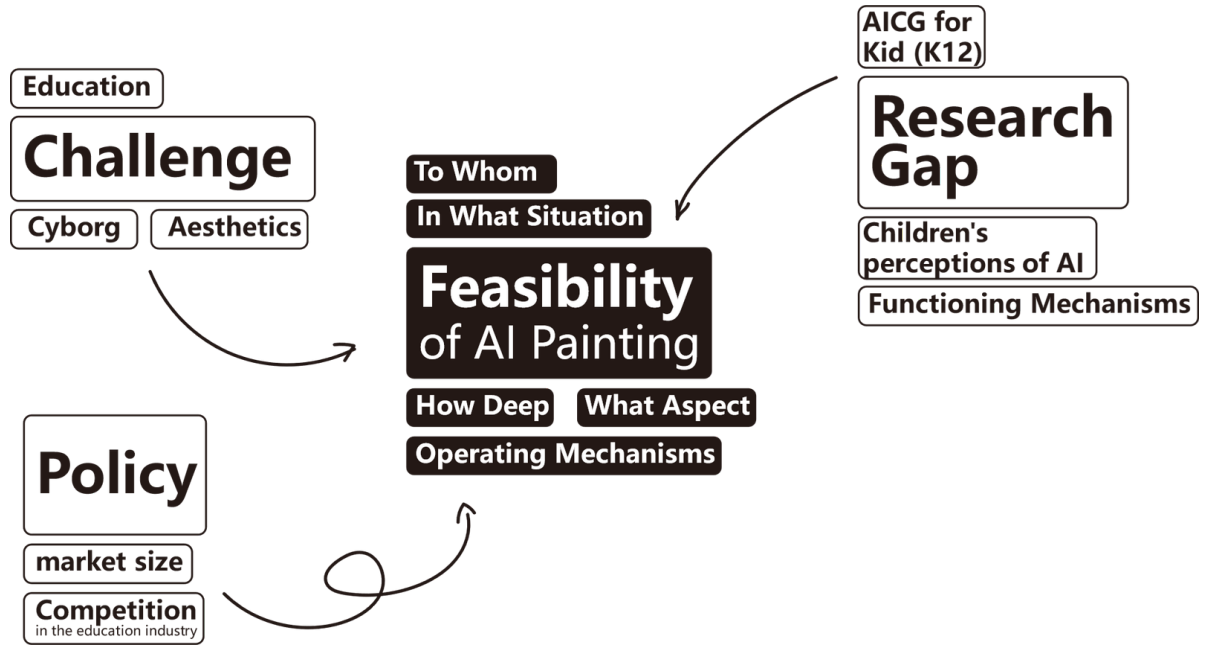 Education
Challenge
Cyborg
Aesthetics
Policy
market size
Competition
in the education industry
To Whom
In What Situation
Feasibility
of AI Painting
How Deep
What Aspect
Operating Mechanisms
AICG for
Kid (K12)
Research
Gap
Children's
perceptions of AI
Functioning Mechanisms